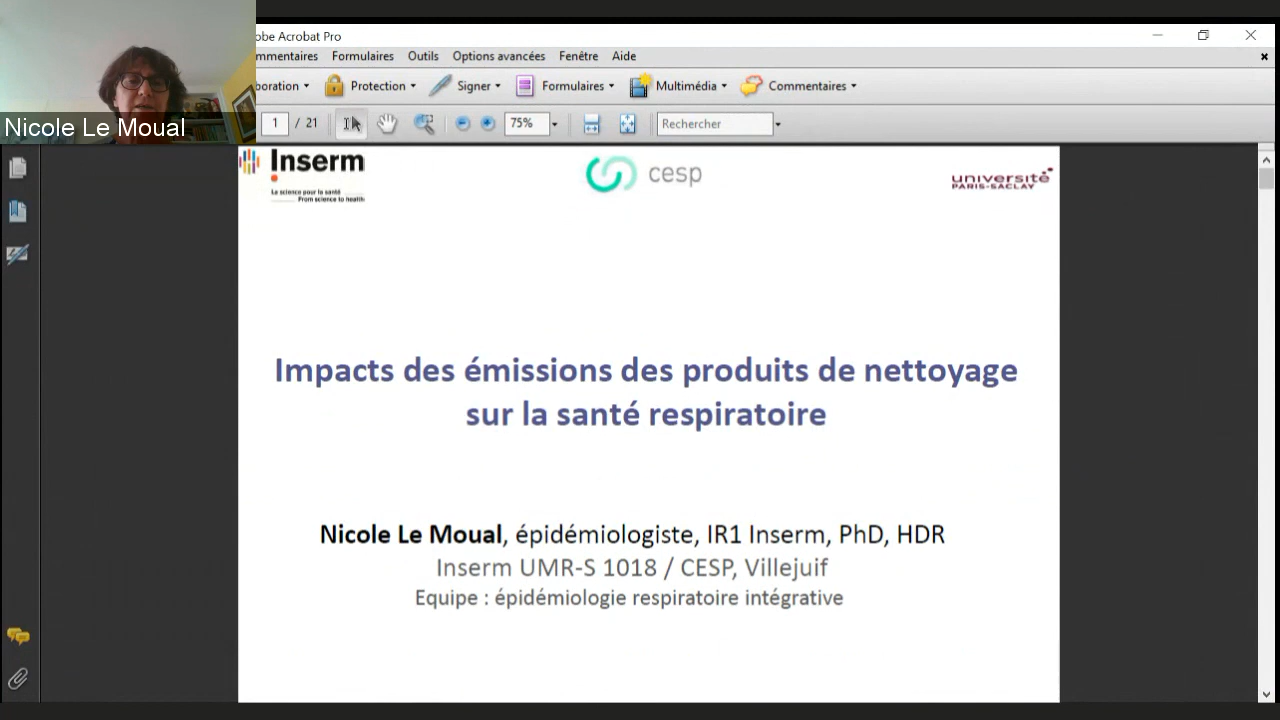 obe Acrobat Pro
mmentaires Formulaires Outils Options avancées Fenêtre Aide
boration Protection Signer Formulaires Multimédia Commentaires
1 / 21 75% Rechercher
Nicole Le Moual
Inserm
La science pour la santé
From science to health
cesp
université
PARIS-SACLAY
Impacts des émissions des produits de nettoyage
sur la santé respiratoire
Nicole Le Moual, épidémiologiste, IR1 Inserm, PhD, HDR
Inserm UMR-S 1018 / CESP, Villejuif
Equipe : épidémiologie respiratoire intégrative